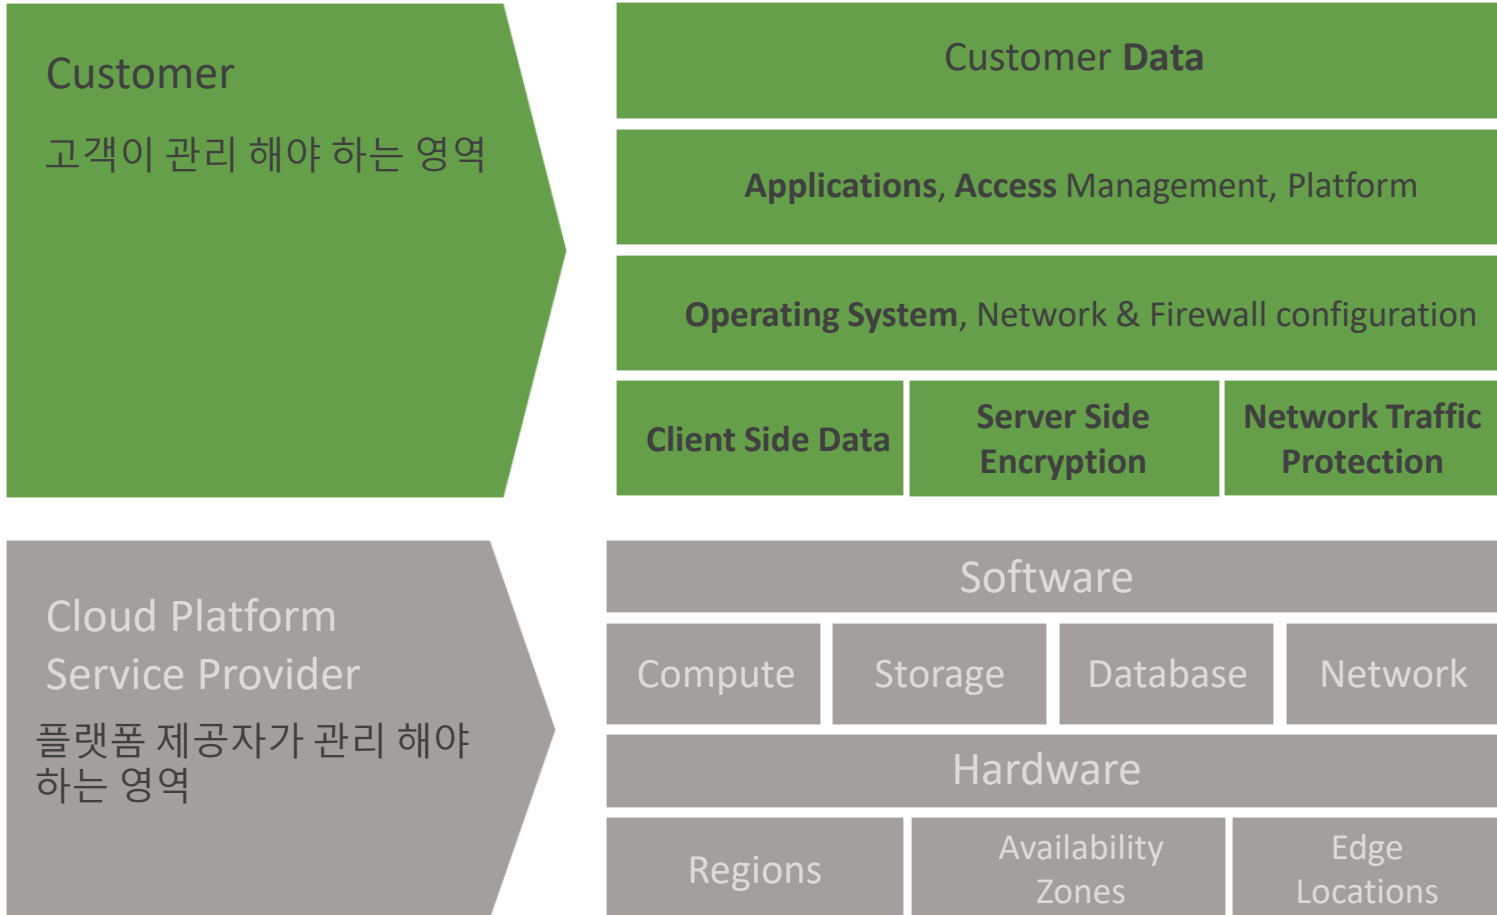 Customer
고객이 관리 해야 하는 영역
Customer Data
Applications, Access Management, Platform
Operating System, Network & Firewall configuration
Client Side Data
Server Side
Encryption
Network Traffic
Protection
Cloud Platform
Service Provider
플랫폼 제공자가 관리 해야
하는 영역
Software
Compute
Storage
Database
Network
Hardware
Regions
Availability
Zones
Edge
Locations